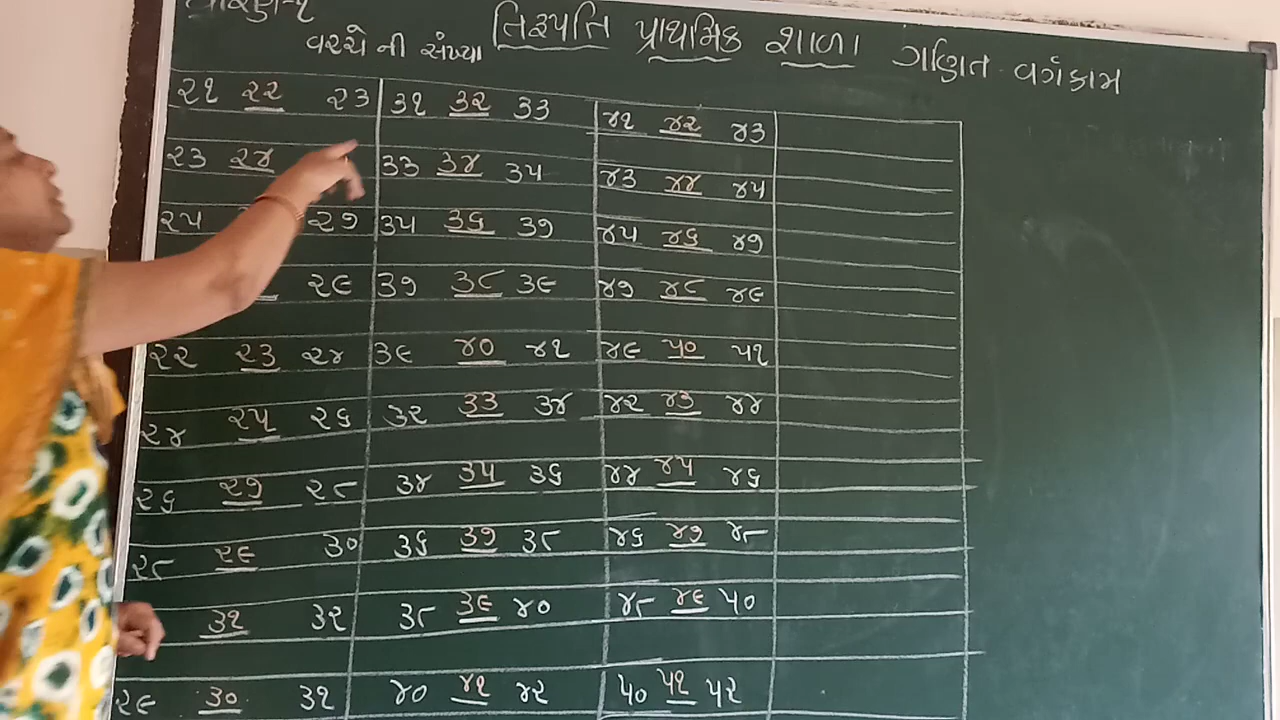 ધોરણ-૧
તિરૂપતિ પ્રાથમિક શાળા ગણિત વર્ગકામ
વચ્ચે ની સંખ્યા
૨૧ ૨૨ ૨૩ ૩૧ ૩૨ ૩૩ ૪૧ ૪૨ ૪૩
૨૩ ૨૪ ૩૩ ૩૪ ૩૫ ૪૩ ૪૪ ૪૫
૨૫ ૨૭ ૩૫ ૩૬ ૩૭ ૪૫ ૪૬ ૪૭
૨૯ ૩૭ ૩૮ ૩૯ ૪૭ ૪૮ ૪૯
૨૨ ૨૩ ૨૪ ૩૯ ૪૦ ૪૧ ૪૯ ૫૦ ૫૧
૨૪ ૨૫ ૨૬ ૩૨ ૩૩ ૩૪ ૪૨ ૪૩ ૪૪
૨૬ ૨૭ ૨૮ ૩૪ ૩૫ ૩૬ ૪૪ ૪૫ ૪૬
૨૮ ૨૯ ૩૦ ૩૬ ૩૭ ૩૮ ૪૬ ૪૭ ૪૮
૩૧ ૩૨ ૩૮ ૩૯ ૪૦ ૪૮ ૪૯ ૫૦
૨૯ ૩૦ ૩૧ ૪૦ ૪૧ ૪૨ ૫૦ ૫૧ ૫૨